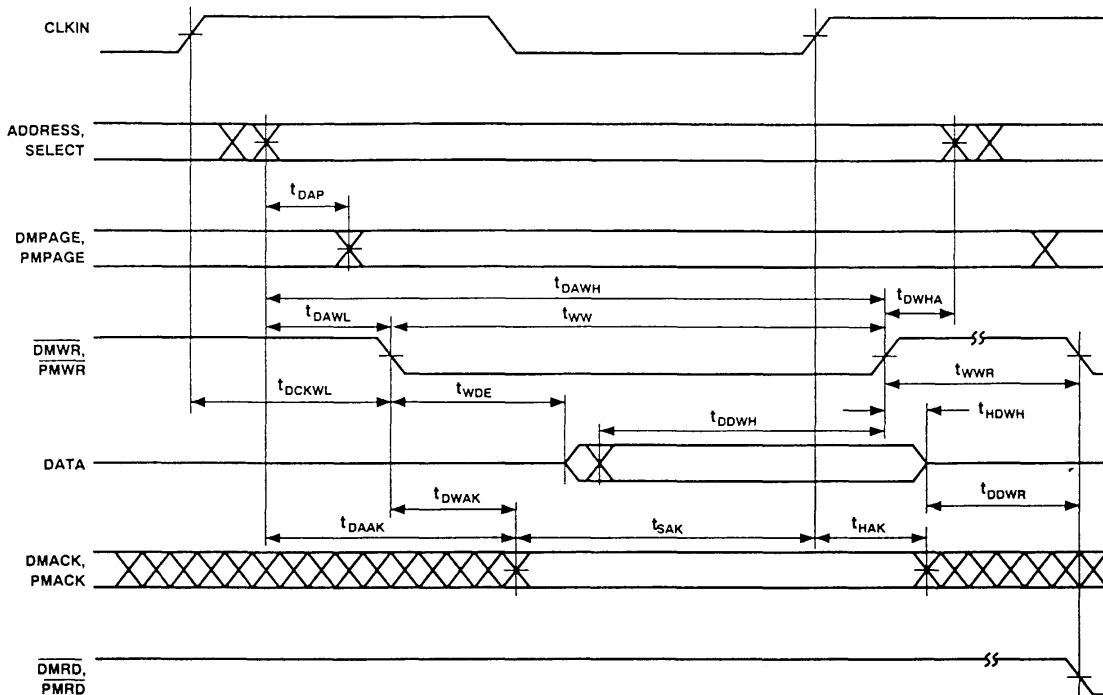 CLKIN
ADDRESS,
SELECT
tDAP
DMPAGE,
PMPAGE
tDAWH
tDWHA
tDAWL
tWW
DMWR,
PMWR
tWWR
tDCKWL
tWDE
tHDWH
tDDWH
DATA
tDWAK
tDDWR
tDAAK
tSAK
tHAK
DMACK,
PMACK
DMRD,
PMRD